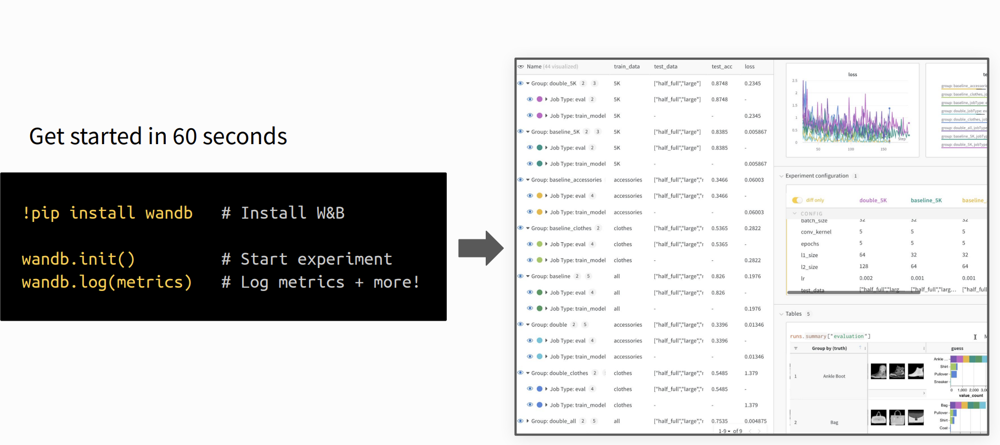 Get started in 60 seconds
!pip install wandb # Install W&B
wandb.init() # Start experiment
wandb.log(metrics) # Log metrics + more!
Name (44 visualized) train_data test_data test_acc loss
Group: double_5K 2 3 5K ["half_full","large"] 0.8748 0.2345
Job Type: eval 2 5K ["half_full","large"] 0.8748 -
Job Type: train_model 5K - - 0.2345
Group: baseline_5K 2 3 5K ["half_full","large"] 0.8385 0.005867
Job Type: eval 2 5K ["half_full","large"] 0.8385 -
Job Type: train_model 5K - - 0.005867
Group: baseline_accessories accessories ["half_full","large","r 0.3466 0.06003
Job Type: eval 4 accessories ["half_full","large","r 0.3466 -
Job Type: train_model accessories - - 0.06003
Group: baseline_clothes 2 clothes ["half_full","large","r 0.5365 0.2822
Job Type: eval 4 clothes ["half_full","large","r 0.5365 -
Job Type: train_model clothes - - 0.2822
Group: baseline 2 5 all ["half_full","large","r 0.826 0.1976
Job Type: eval 4 all ["half_full","large","r 0.826 -
Job Type: train_model all - - 0.1976
Group: double 2 5 accessories ["half_full","large","r 0.3396 0.01346
Job Type: eval 4 accessories ["half_full","large","r 0.3396 -
Job Type: train_model accessories - - 0.01346
Group: double_clothes 2 clothes ["half_full","large","r 0.5485 1.379
Job Type: eval 4 clothes ["half_full","large","r 0.5485 -
Job Type: train_model clothes - - 1.379
Group: double_all 2 5 all ["half_full","large","r 0.7535 0.004875
1-9 of 9
loss
2.5
2
1.5
1
0.5
0
50 100 150
Step
te
group: baseline_accessorie
group: baseline_clothes, jo
group: baseline, jobType: e
group: double, jobType: ev
group: double_clothes, job
group: double_all, jobType
group: baseline_5K, jobTyp
group: double_5K, jobType
Experiment configuration 1
diff only double_5K baseline_5K baseline_
CONFIG
batch_size 32 32 32
conv_kernel 5 5 5
epochs 5 5 5
l1_size 64 32 32
l2_size 128 64 64
lr 0.002 0.001 0.001
test_data ["half_full","larg... ["half_full","larg... ["half_full
Tables 5
runs.summary["evaluation"]
Group by (truth) guess
1 Ankle Boot
Ankle ...
Shirt
Pullover
Sneaker
0 1,000 2,000 3,0
value_count
2 Bag
Bag
Pullover
Shirt
Coat